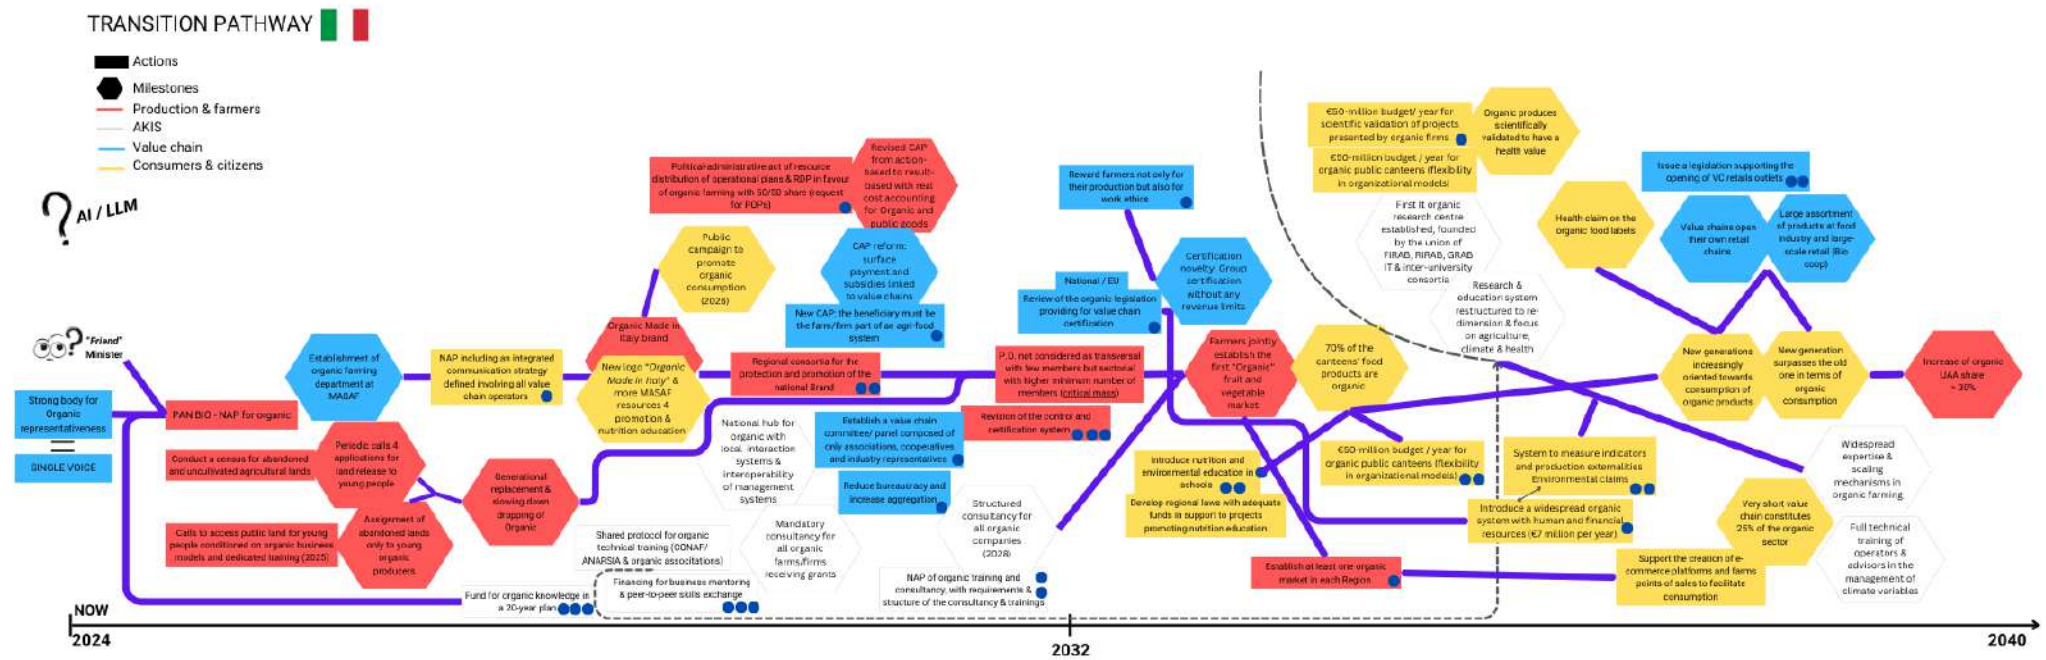 TRANSITION PATHWAY
Actions
Milestones
Production & farmers
AKIS
Value chain
Consumers & citizens
? AI / LLM
? "Friend"
Minister
Strong body for
Organic
representativeness
SINGLE VOICE
PAN BIO - NAP for organic
Conduct a census for abandoned
and uncultivated agricultural lands
Calls to access public land for young
people conditioned on organic business
models and dedicated training (2025)
Establishment of
organic farming
department at
MASAF
Periodic calls 4
applications for
land release to
young people
Assignment of
abandoned lands
only to young
organic
producers
Generational
replacement &
slowing down
dropping of
Organic
NAP including an integrated
communication strategy
defined involving all value
chain operators
Fund for organic knowledge in
a 20-year plan
Organic Made in
Italy brand
New logo "Organic
Made in Italy" &
more MASAF
resources 4
promotion &
nutrition education
Public
campaign to
promote
organic
consumption
(2026)
Political-administrative act of resource
distribution of operational plans & RDP in favour
of organic farming with 50/50 share (request
for POPs)
Revised CAP
from action-
based to result-
based with real
cost accounting
for Organic and
public goods
CAP reform:
surface
payment and
subsidies linked
to value chains
New CAP: the beneficiary must be
the farm/firm part of an agri-food
system
Regional consortia for the
protection and promotion of the
national Brand
National hub for
organic with
local interaction
systems &
interoperability
of management
systems
Shared protocol for organic
technical training (CONAF/
ANARSIA & organic associtations)
Financing for business mentoring
& peer-to-peer skills exchange
Mandatory
consultancy for
all organic
farms/firms
receiving grants
Establish a value chain
committee/ panel composed of
only associations, cooperatives
and industry representatives
Reduce bureaucracy and
increase aggregation
Structured
consultancy for
all organic
companies
(2028)
NAP of organic training and
consultancy, with requirements &
structure of the consultancy & trainings
P.O. not considered as transversal
with few members but sectorial
with higher minimum number of
members (critical mass)
Revision of the control and
certification system
Reward farmers not only for
their production but also for
work ethics
National / EU
Review of the organic legislation
providing for value chain
certification
Certification
novelty: Group
certification
without any
revenue limits
Farmers jointly
establish the
first "Organic"
fruit and
vegetable
market
70% of the
canteens' food
products are
organic
Introduce nutrition and
environmental education in
schools
Develop regional laws with adequate
funds in support to projects
promoting nutrition education
Establish at least one organic
market in each Region
€50-million budget/ year for
scientific validation of projects
presented by organic firms
€50-million budget / year for
organic public canteens (flexibility
in organizational models)
Organic produces
scientifically
validated to have a
health value
First it organic
research centre
established, founded
by the union of
FIRAB, RIRAB, GRAB
IT & inter-university
consortia
Research &
education system
restructured to re-
dimension & focus
on agriculture,
climate & health
€50 million budget / year for
organic public canteens (flexibility
in organizational models)
System to measure indicators
and production externalities
Environmental claims
Introduce a widespread organic
system with human and financial
resources (€7 million per year)
Support the creation of e-
commerce platforms and farms
points of sales to facilitate
consumption
Health claim on the
organic food labels
Issue a legislation supporting the
opening of VC retails outlets
Value chains open
their own retail
chains
Large assortment
of products at food
industry and large-
scale retail (Bio
coop)
New generations
increasingly
oriented towards
consumption of
organic products
New generation
surpasses the old
one in terms of
organic
consumption
Increase of organic
UAA share
= 30%
Very short value
chain constitutes
25% of the organic
sector
Widespread
expertise &
scaling
mechanisms in
organic farming
Full technical
training of
operators &
advisors in the
management of
climate variables
NOW
2024
2032
2040